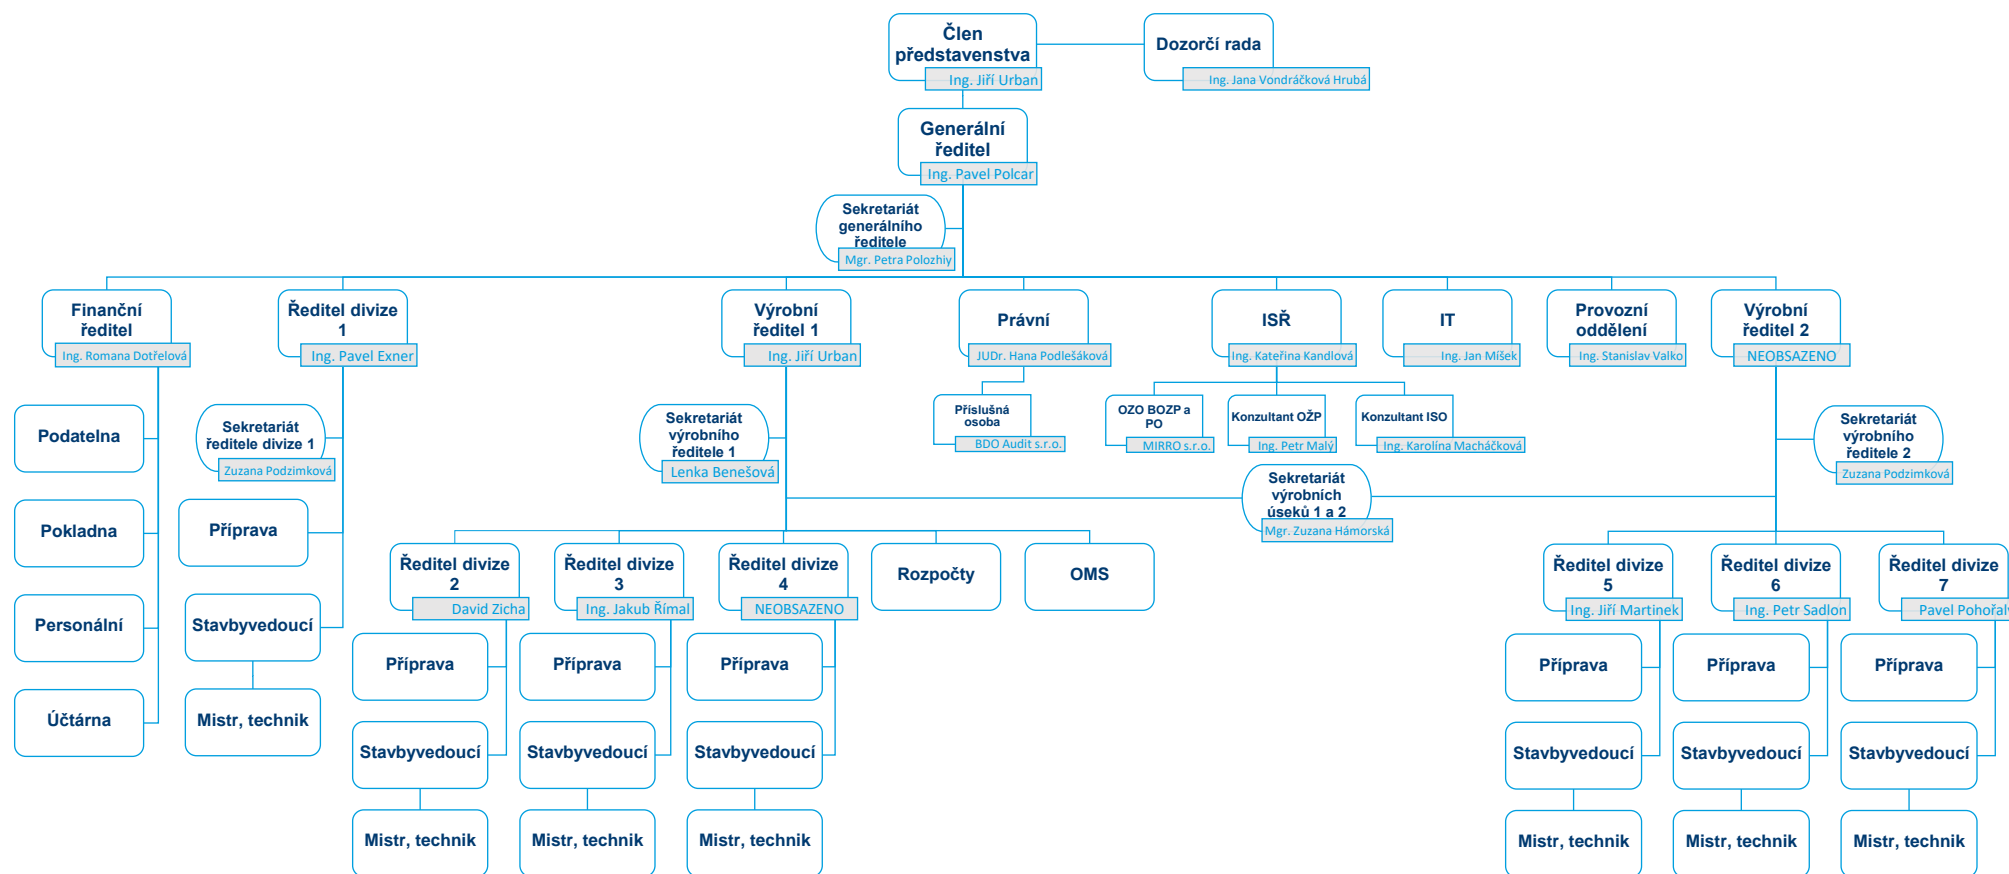 Člen
představenstva
Ing. Jiří Urban
Dozorčí rada
Ing. Jana Vondráčková Hrubá
Generální
ředitel
Ing. Pavel Polcar
Sekretariát
generálního
ředitele
Mgr. Petra Polozhiy
Finanční
ředitel
Ing. Romana Dotřelová
Ředitel divize
1
Ing. Pavel Exner
Výrobní
ředitel 1
Ing. Jiří Urban
Právní
JUDr. Hana Podlešáková
ISŘ
Ing. Kateřina Kandlová
IT
Ing. Jan Míšek
Provozní
oddělení
Ing. Stanislav Valko
Výrobní
ředitel 2
NEOBSAZENO
Podatelna
Sekretariát
ředitele divize 1
Zuzana Podzimková
Sekretariát
výrobního
ředitele 1
Lenka Benešová
Příslušná
osoba
BDO Audit s.r.o.
OZO BOZP a
PO
MIRRO s.r.o.
Konzultant OŽP
Ing. Petr Malý
Konzultant ISO
Ing. Karolína Macháčková
Sekretariát
výrobního
ředitele 2
Zuzana Podzimková
Sekretariát
výrobních
úseků 1 a 2
Mgr. Zuzana Hámorská
Pokladna
Příprava
Ředitel divize
2
David Zicha
Ředitel divize
3
Ing. Jakub Římal
Ředitel divize
4
NEOBSAZENO
Rozpočty
OMS
Ředitel divize
5
Ing. Jiří Martinek
Ředitel divize
6
Ing. Petr Sadlon
Ředitel divize
7
Pavel Pohořalý
Personální
Stavbyvedoucí
Příprava
Příprava
Příprava
Příprava
Příprava
Příprava
Účtárna
Mistr, technik
Stavbyvedoucí
Stavbyvedoucí
Stavbyvedoucí
Stavbyvedoucí
Stavbyvedoucí
Stavbyvedoucí
Mistr, technik
Mistr, technik
Mistr, technik
Mistr, technik
Mistr, technik
Mistr, technik